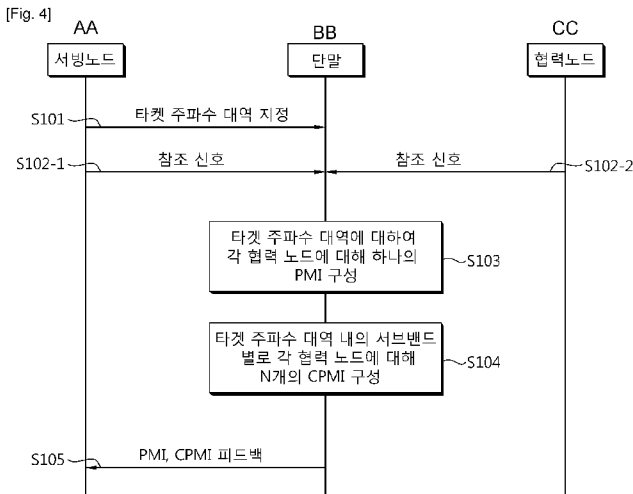 [Fig. 4]
AA
BB
CC
서빙노드
단말
협력노드
S101
타켓 주파수 대역 지정
S102-1
참조 신호
참조 신호
S102-2
타겟 주파수 대역에 대하여
각 협력 노드에 대해 하나의
PMI 구성
S103
타겟 주파수 대역 내의 서브밴드
별로 각 협력 노드에 대해
N개의 CPMI 구성
S104
S105
PMI, CPMI 피드백